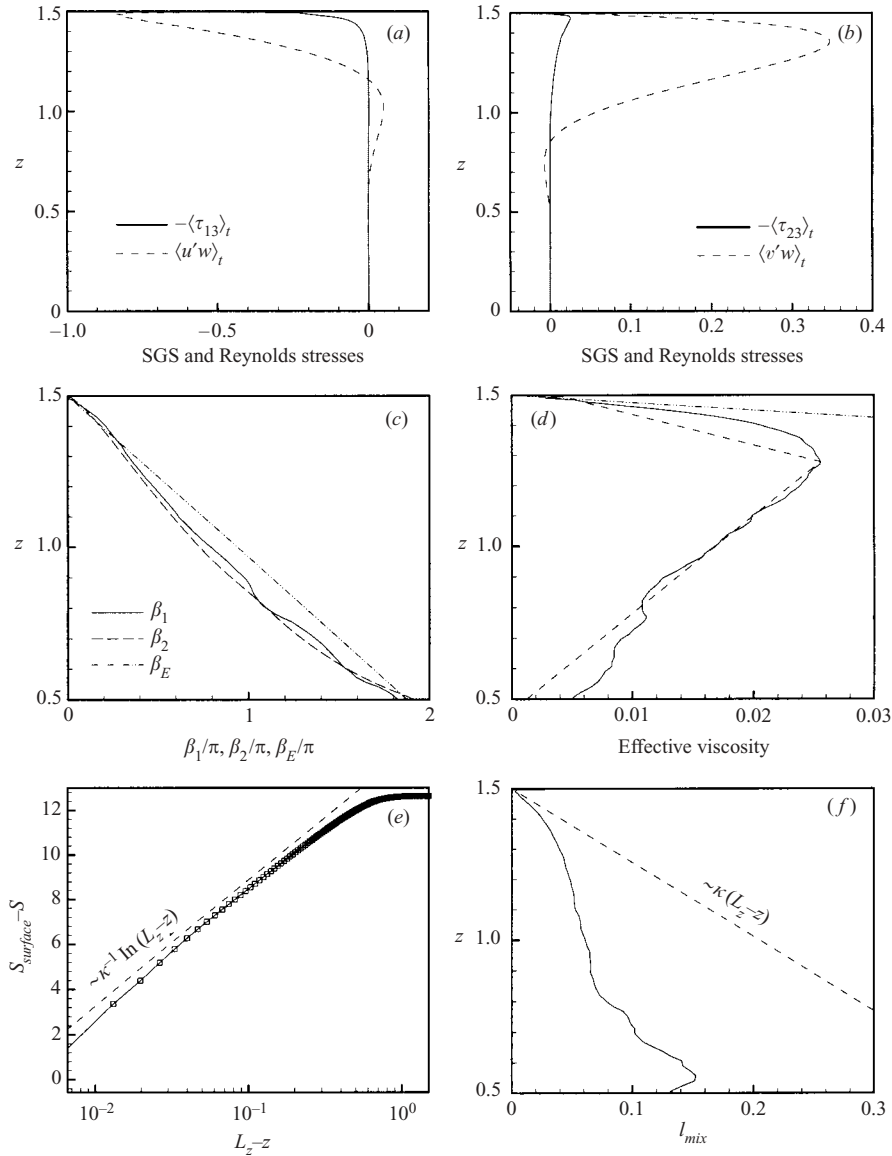 1.5
(a)
1.0
z
0.5
−⟨τ13⟩t
⟨u′w⟩t
0
−1.0
−0.5
0
SGS and Reynolds stresses
1.5
(b)
1.0
z
0.5
−⟨τ23⟩t
⟨v′w⟩t
0
0
0.1
0.2
0.3
0.4
SGS and Reynolds stresses
1.5
(c)
z
1.0
β1
β2
βE
0.5
0
1
2
β1/π, β2/π, βE/π
1.5
(d)
z
1.0
0.5
0
0.01
0.02
0.03
Effective viscosity
12
(e)
10
8
Ssurface−S
6
~κ−1 ln (Lz−z)
4
2
0
10−2
10−1
100
Lz−z
1.5
(f)
~κ(Lz−z)
z
1.0
0.5
0
0.1
0.2
0.3
lmix